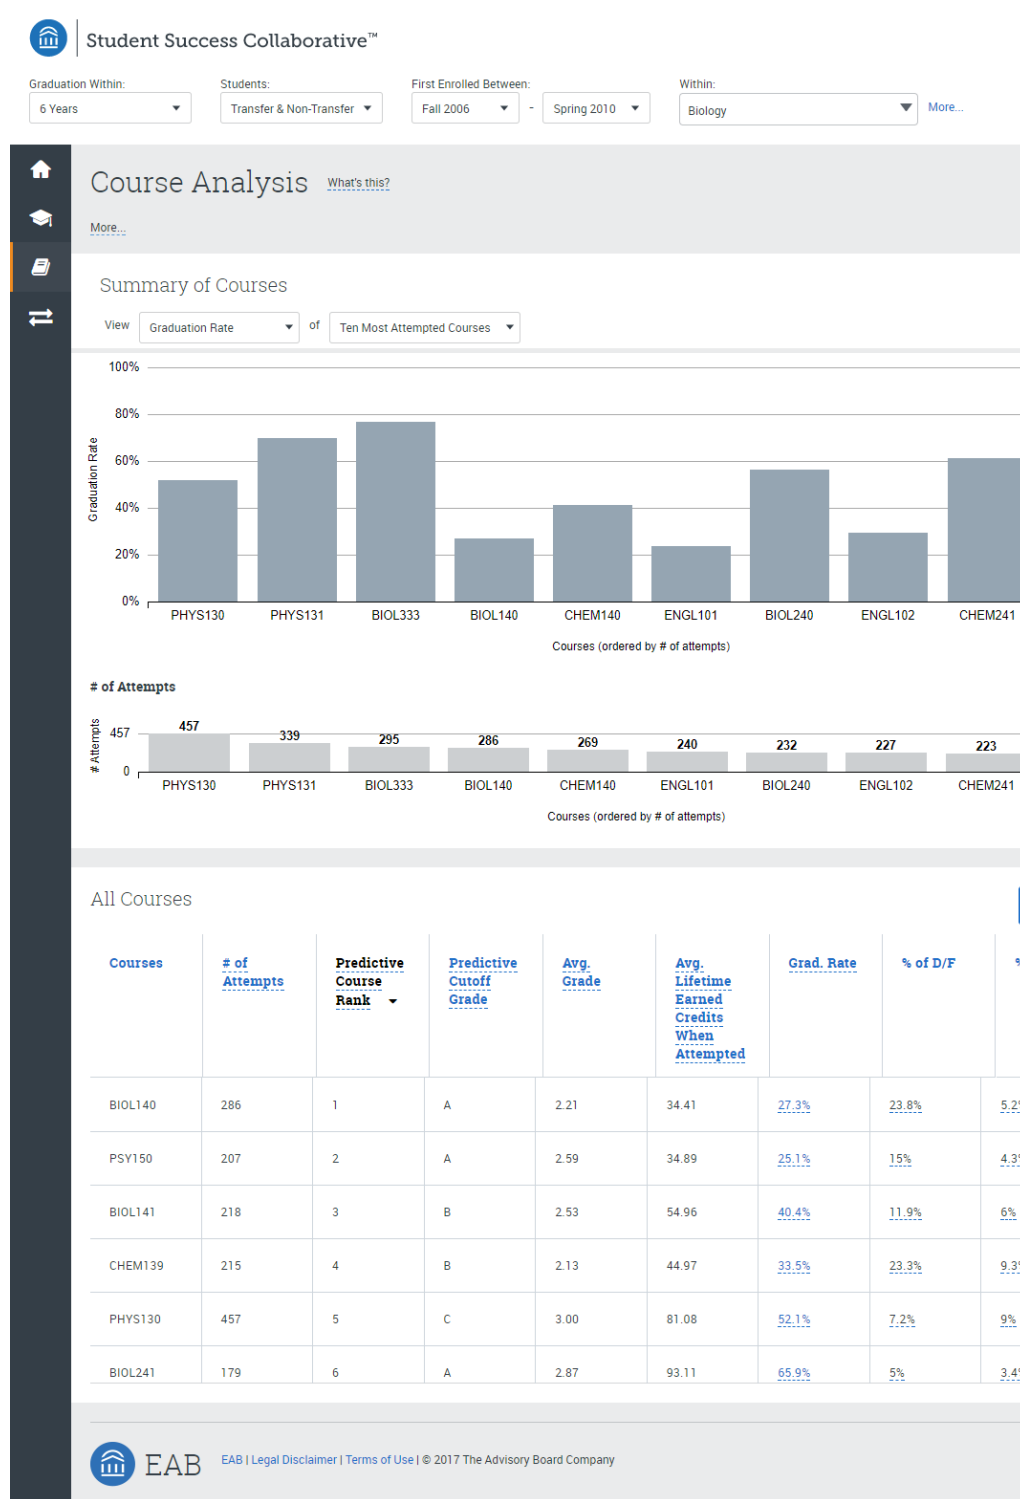 Student Success Collaborative™
Graduation Within: Students: First Enrolled Between: Within:
6 Years Transfer & Non-Transfer Fall 2006 - Spring 2010 Biology More...
Course Analysis What's this?
More...
Summary of Courses
View Graduation Rate of Ten Most Attempted Courses
100%
80%
60%
40%
20%
0%
Graduation Rate
PHYS130 PHYS131 BIOL333 BIOL140 CHEM140 ENGL101 BIOL240 ENGL102 CHEM241
Courses (ordered by # of attempts)
# of Attempts
# Attempts
457
0
457 339 295 286 269 240 232 227 223
PHYS130 PHYS131 BIOL333 BIOL140 CHEM140 ENGL101 BIOL240 ENGL102 CHEM241
Courses (ordered by # of attempts)
All Courses
Courses # of Attempts Predictive Course Rank Predictive Cutoff Grade Avg. Grade Avg. Lifetime Earned Credits When Attempted Grad. Rate % of D/F %
BIOL140 286 1 A 2.21 34.41 27.3% 23.8% 5.2%
PSY150 207 2 A 2.59 34.89 25.1% 15% 4.3%
BIOL141 218 3 B 2.53 54.96 40.4% 11.9% 6%
CHEM139 215 4 B 2.13 44.97 33.5% 23.3% 9.3%
PHYS130 457 5 C 3.00 81.08 52.1% 7.2% 9%
BIOL241 179 6 A 2.87 93.11 65.9% 5% 3.4%
EAB EAB | Legal Disclaimer | Terms of Use | © 2017 The Advisory Board Company